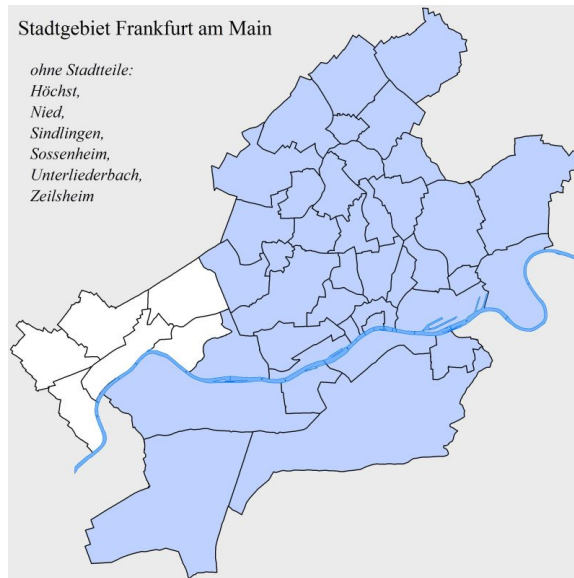 Stadtgebiet Frankfurt am Main
ohne Stadtteile:
Höchst,
Nied,
Sindlingen,
Sossenheim,
Unterliederbach,
Zeilsheim